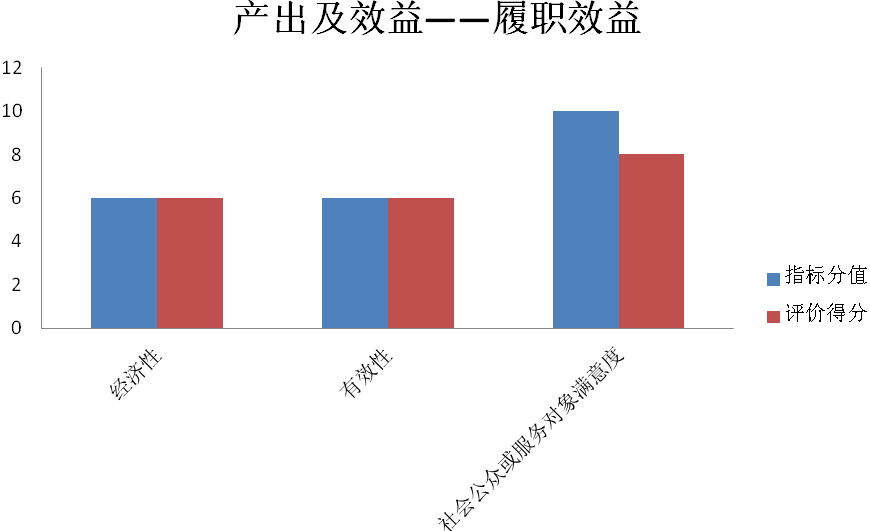 产出及效益——履职效益
12
10
8
6
4
2
0
经济性
有效性
社会公众或服务对象满意度
指标分值
评价得分